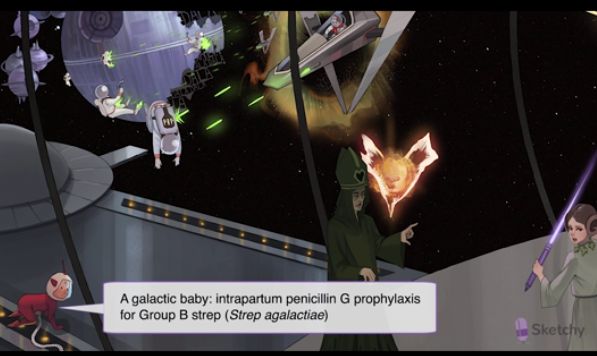 A galactic baby: intrapartum penicillin G prophylaxis
for Group B strep (Strep agalactiae)
Sketchy